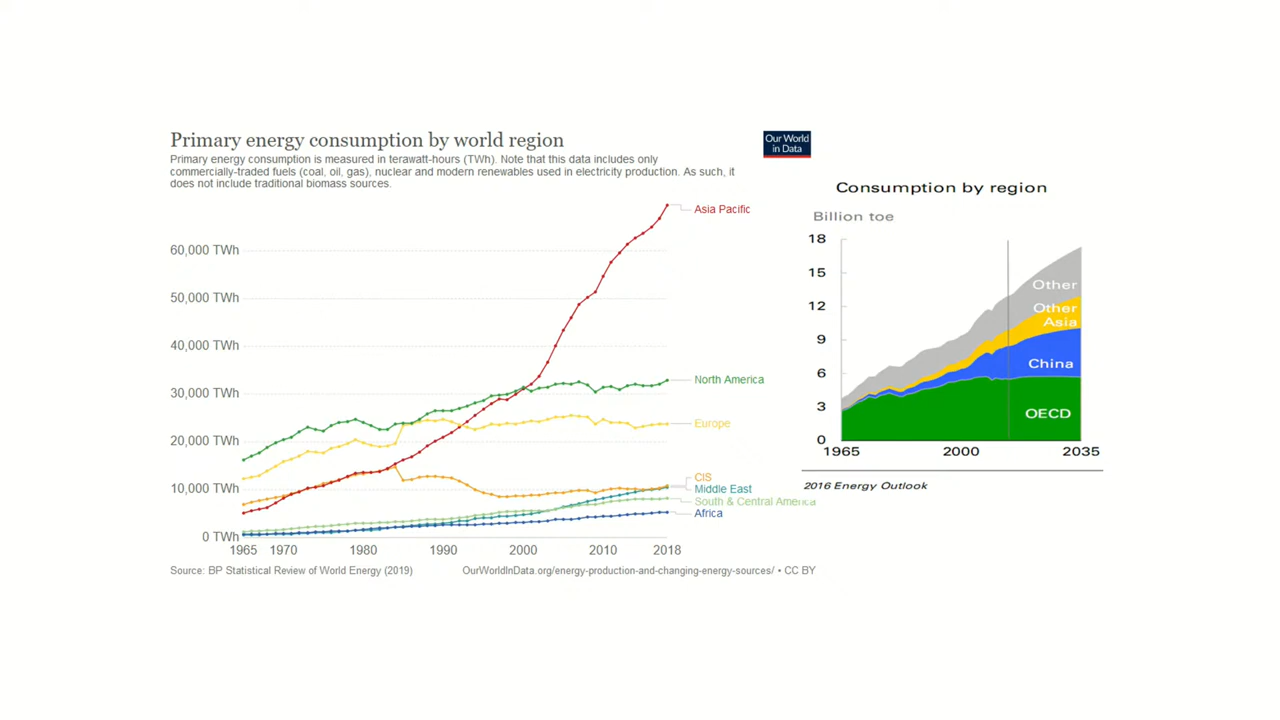 Primary energy consumption by world region
Primary energy consumption is measured in terawatt-hours (TWh). Note that this data includes only
commercially-traded fuels (coal, oil, gas), nuclear and modern renewables used in electricity production. As such, it
does not include traditional biomass sources.
Our World
in Data
Asia Pacific
60,000 TWh
50,000 TWh
40,000 TWh
30,000 TWh
20,000 TWh
10,000 TWh
0 TWh
North America
Europe
CIS
Middle East
South & Central America
Africa
1965 1970 1980 1990 2000 2010 2018
Source: BP Statistical Review of World Energy (2019)
OurWorldInData.org/energy-production-and-changing-energy-sources/ • CC BY
Consumption by region
Billion toe
18
15
12
9
6
3
0
Other
Other
Asia
China
OECD
1965 2000 2035
2016 Energy Outlook